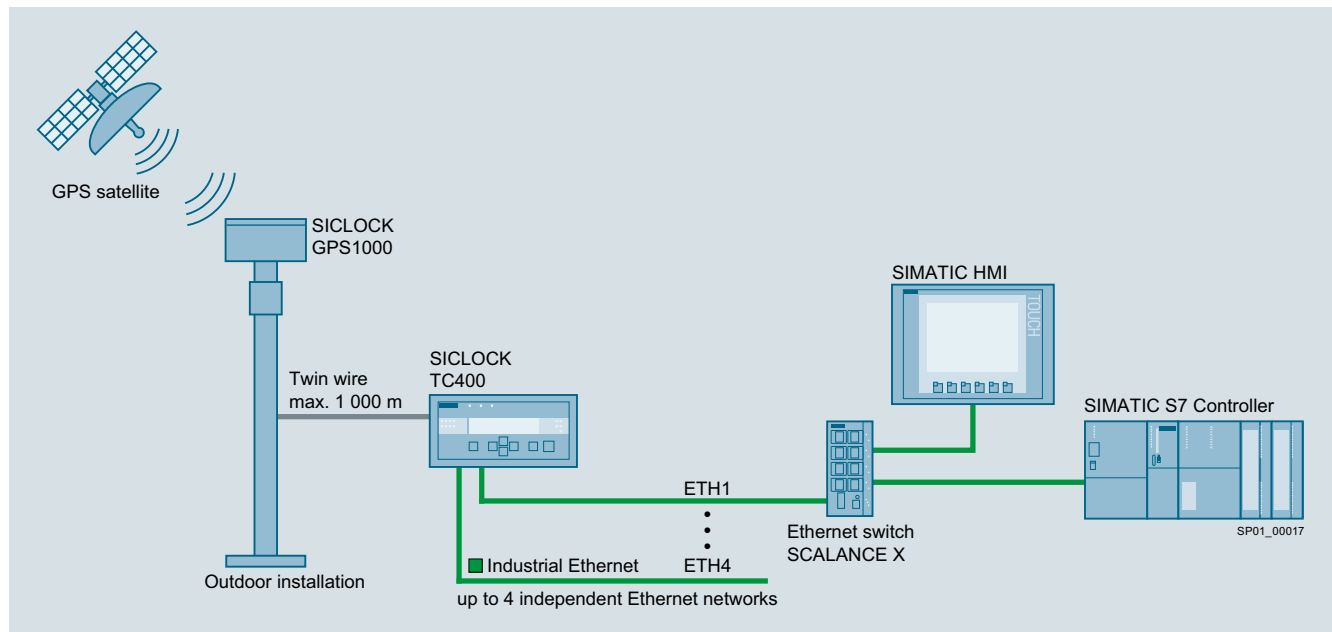 GPS satellite
SICLOCK
GPS1000
SIMATIC HMI
TOUCH
SICLOCK
TC400
Twin wire
max. 1 000 m
SIMATIC S7 Controller
ETH1
Ethernet switch
SCALANCE X
SP01_00017
Industrial Ethernet
ETH4
Outdoor installation
up to 4 independent Ethernet networks